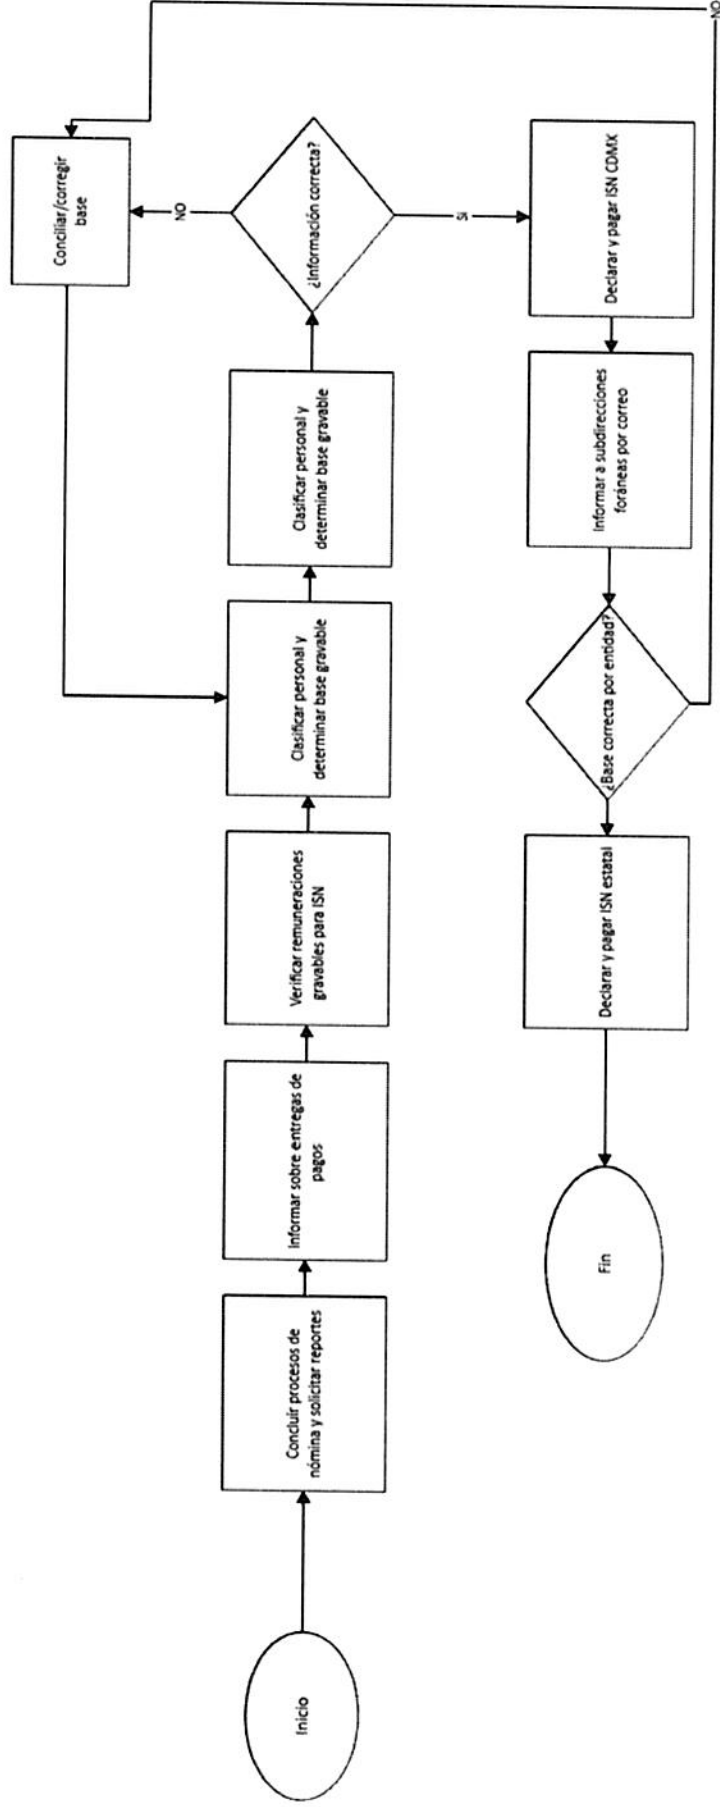 Inicio
Concluir procesos de
nómina y solicitar reportes
Informar sobre entregas de
pagos
Verificar remuneraciones
gravables para ISN
Clasificar personal y
determinar base gravable
Clasificar personal y
determinar base gravable
¿Información correcta?
NO
Conciliar/corregir
base
SI
Declarar y pagar ISN CDMX
Informar a subdirecciones
foráneas por correo
¿Base correcta por entidad?
NO
Declarar y pagar ISN estatal
Fin